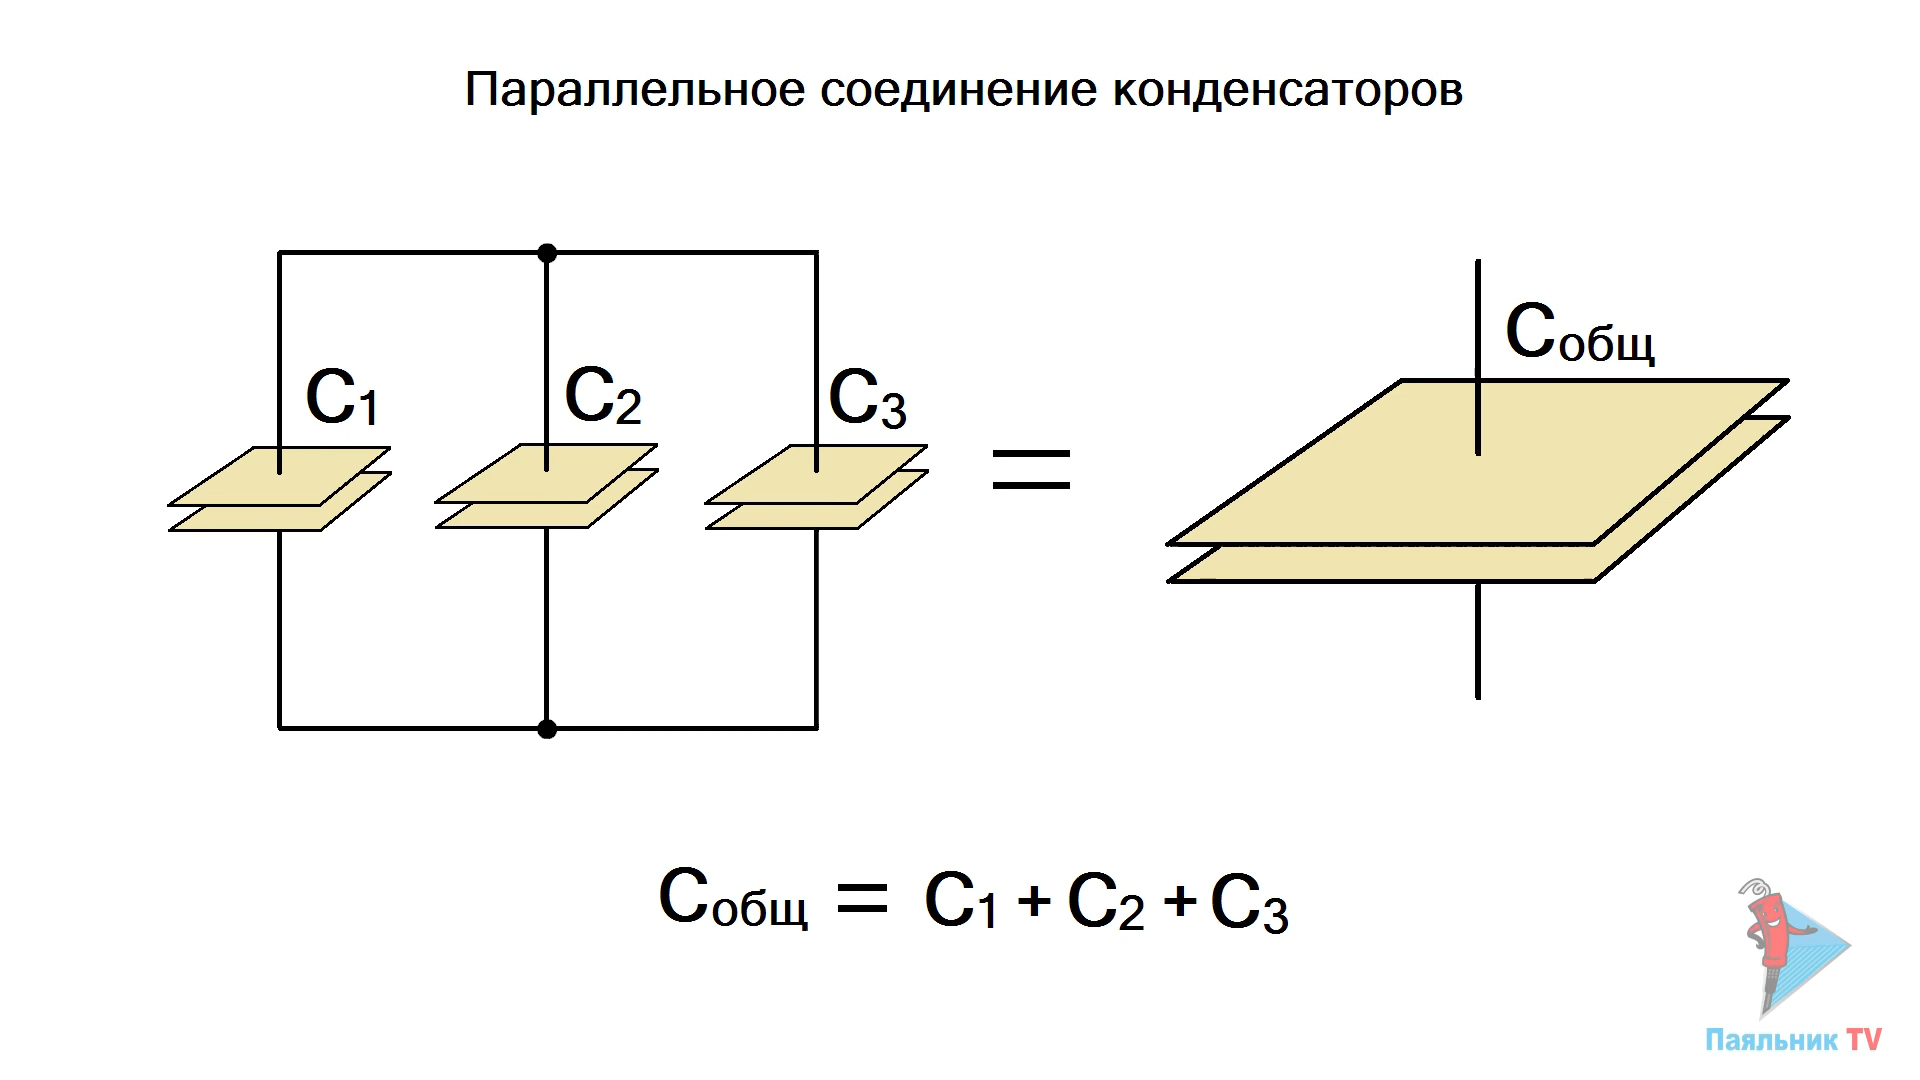 Параллельное соединение конденсаторов
C1 C2 C3 = Cобщ
Cобщ = C1 + C2 + C3
Паяльник TV